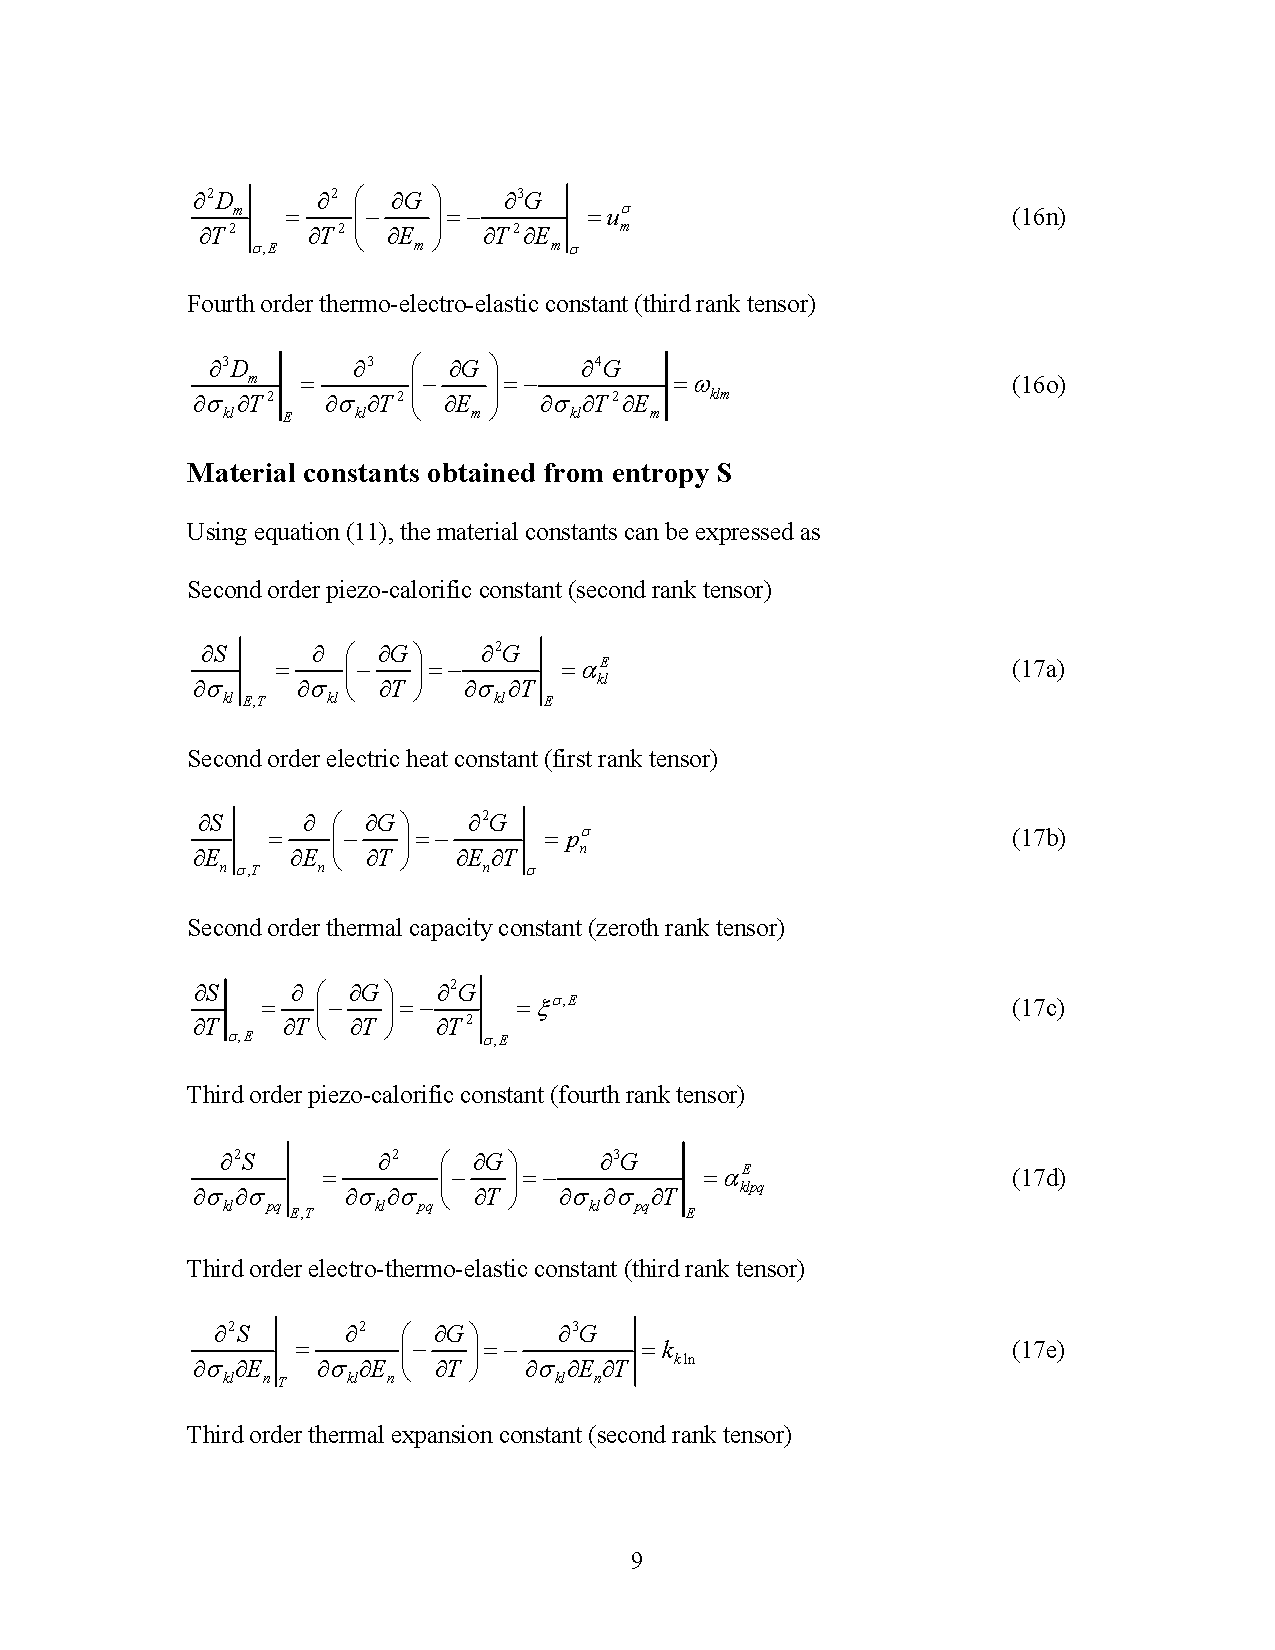 ∂²D_m/∂T² |_{σ,E} = ∂²/∂T² (−∂G/∂E_m) = −∂³G/∂T²∂E_m |_σ = u_m^σ (16n)
Fourth order thermo-electro-elastic constant (third rank tensor)
∂³D_m/∂σ_kl∂T² |_E = ∂³/∂σ_kl∂T² (−∂G/∂E_m) = −∂⁴G/∂σ_kl∂T²∂E_m | = ω_klm (16o)
Material constants obtained from entropy S
Using equation (11), the material constants can be expressed as
Second order piezo-calorific constant (second rank tensor)
∂S/∂σ_kl |_{E,T} = ∂/∂σ_kl (−∂G/∂T) = −∂²G/∂σ_kl∂T |_E = α_kl^E (17a)
Second order electric heat constant (first rank tensor)
∂S/∂E_n |_{σ,T} = ∂/∂E_n (−∂G/∂T) = −∂²G/∂E_n∂T |_σ = p_n^σ (17b)
Second order thermal capacity constant (zeroth rank tensor)
∂S/∂T |_{σ,E} = ∂/∂T (−∂G/∂T) = −∂²G/∂T² |_{σ,E} = ξ^{σ,E} (17c)
Third order piezo-calorific constant (fourth rank tensor)
∂²S/∂σ_kl∂σ_pq |_{E,T} = ∂²/∂σ_kl∂σ_pq (−∂G/∂T) = −∂³G/∂σ_kl∂σ_pq∂T |_E = α_klpq^E (17d)
Third order electro-thermo-elastic constant (third rank tensor)
∂²S/∂σ_kl∂E_n |_T = ∂²/∂σ_kl∂E_n (−∂G/∂T) = −∂³G/∂σ_kl∂E_n∂T | = k_kln (17e)
Third order thermal expansion constant (second rank tensor)
9